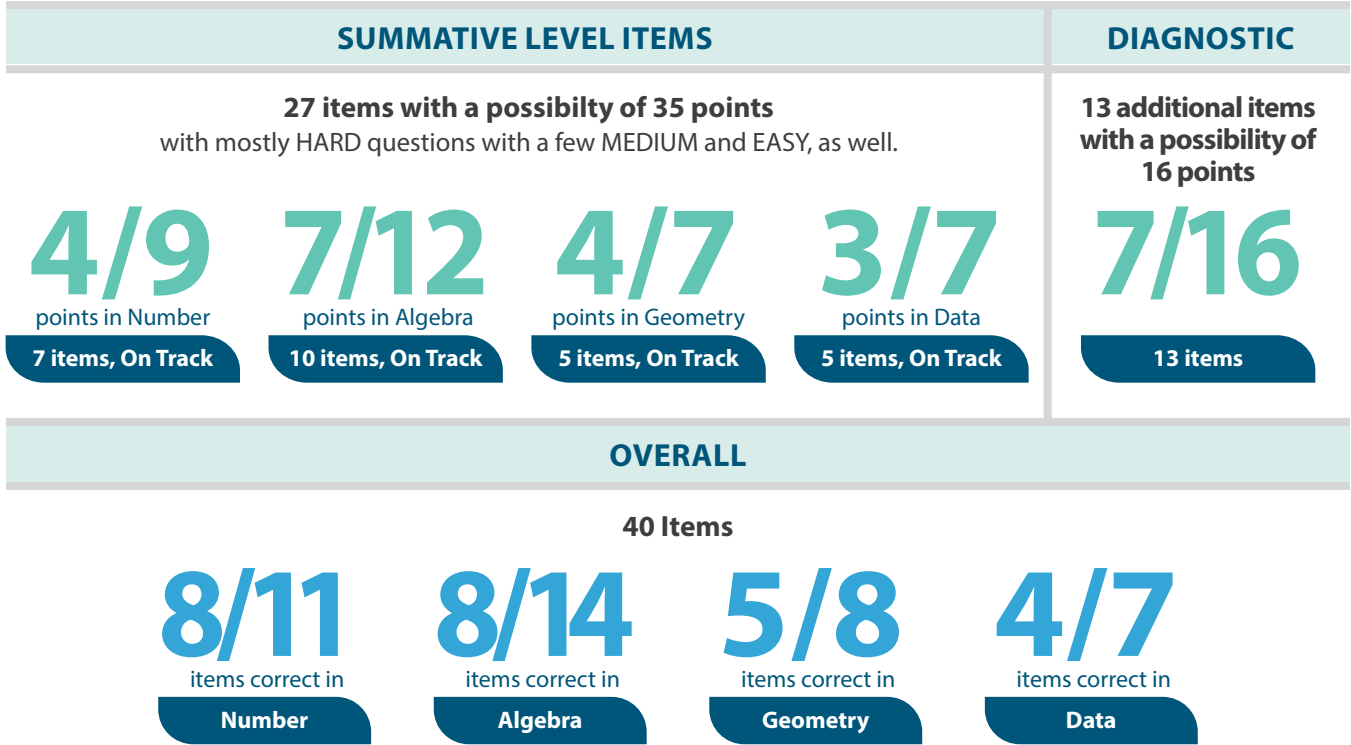 SUMMATIVE LEVEL ITEMS
27 items with a possibilty of 35 points
with mostly HARD questions with a few MEDIUM and EASY, as well.
4/9
points in Number
7 items, On Track
7/12
points in Algebra
10 items, On Track
4/7
points in Geometry
5 items, On Track
3/7
points in Data
5 items, On Track
DIAGNOSTIC
13 additional items
with a possibility of
16 points
7/16
13 items
OVERALL
40 Items
8/11
items correct in
Number
8/14
items correct in
Algebra
5/8
items correct in
Geometry
4/7
items correct in
Data